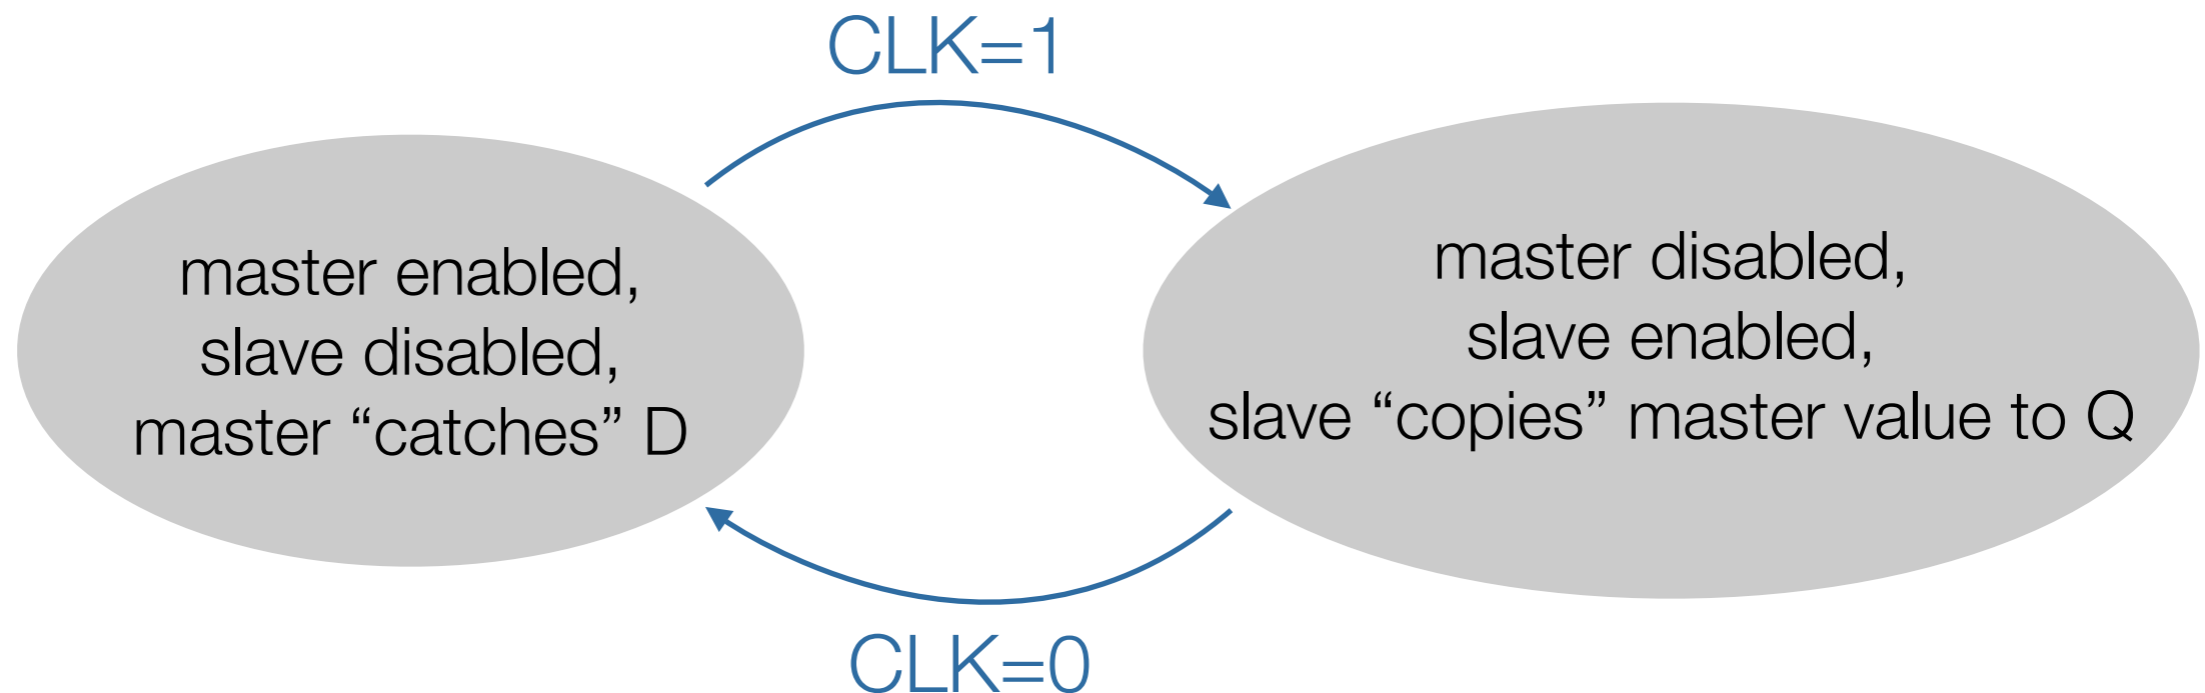 CLK=1
master enabled,
slave disabled,
master “catches” D
master disabled,
slave enabled,
slave “copies” master value to Q
CLK=0